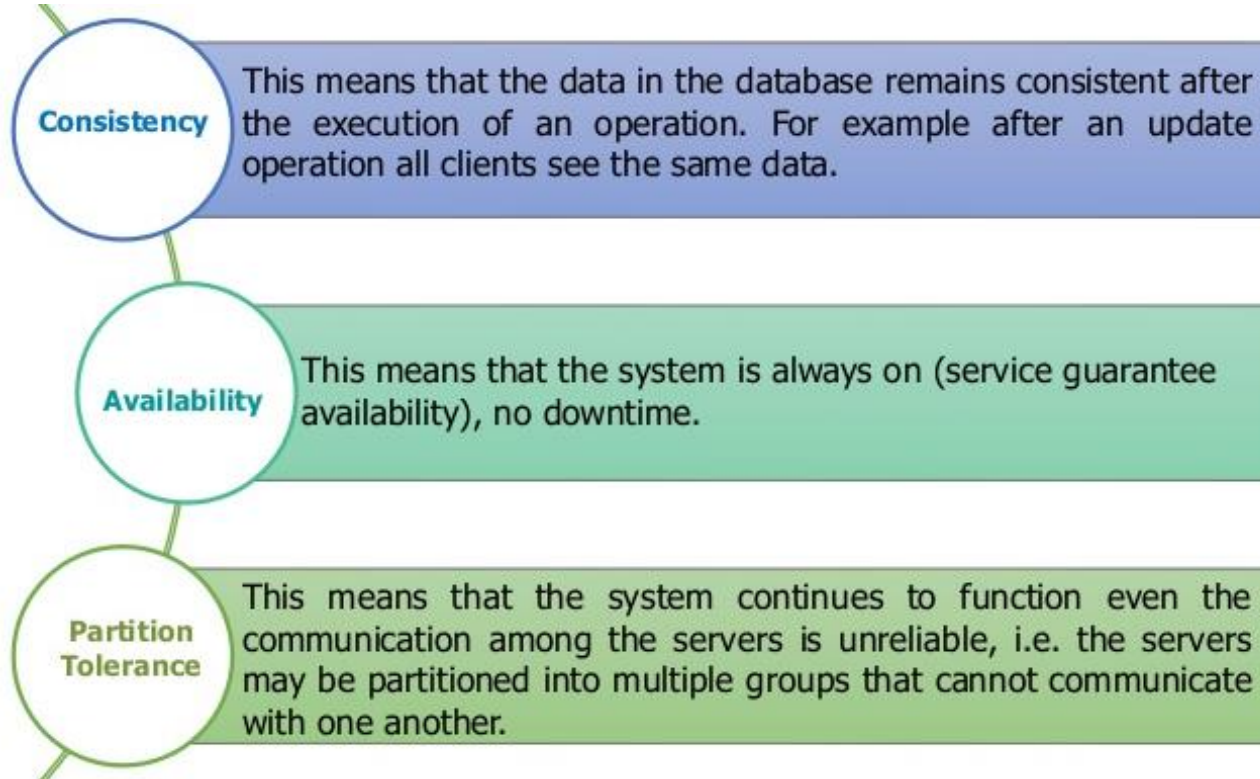 Consistency
This means that the data in the database remains consistent after
the execution of an operation. For example after an update
operation all clients see the same data.
Availability
This means that the system is always on (service guarantee
availability), no downtime.
Partition
Tolerance
This means that the system continues to function even the
communication among the servers is unreliable, i.e. the servers
may be partitioned into multiple groups that cannot communicate
with one another.